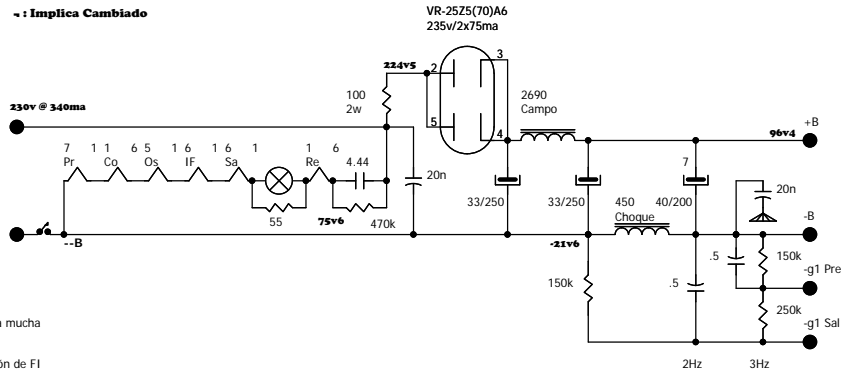 ¬ : Implica Cambiado
VR-25Z5(70)A6
235v/2x75ma
224v5
2
3
5
4
100
2w
2690
Campo
230v @ 340ma
+B
96v4
7 1 1 6 5 1 6 1 6 1 1 6
Pr Co Os IF Sa Re 4.44
20n
55
75v6
470k
33/250
33/250
7
40/200
450
Choque
20n
--B
-21v6
-B
150k
.5
.5
150k
-g1 Pre
250k
-g1 Sal
mucha
ón de FI
2Hz
3Hz